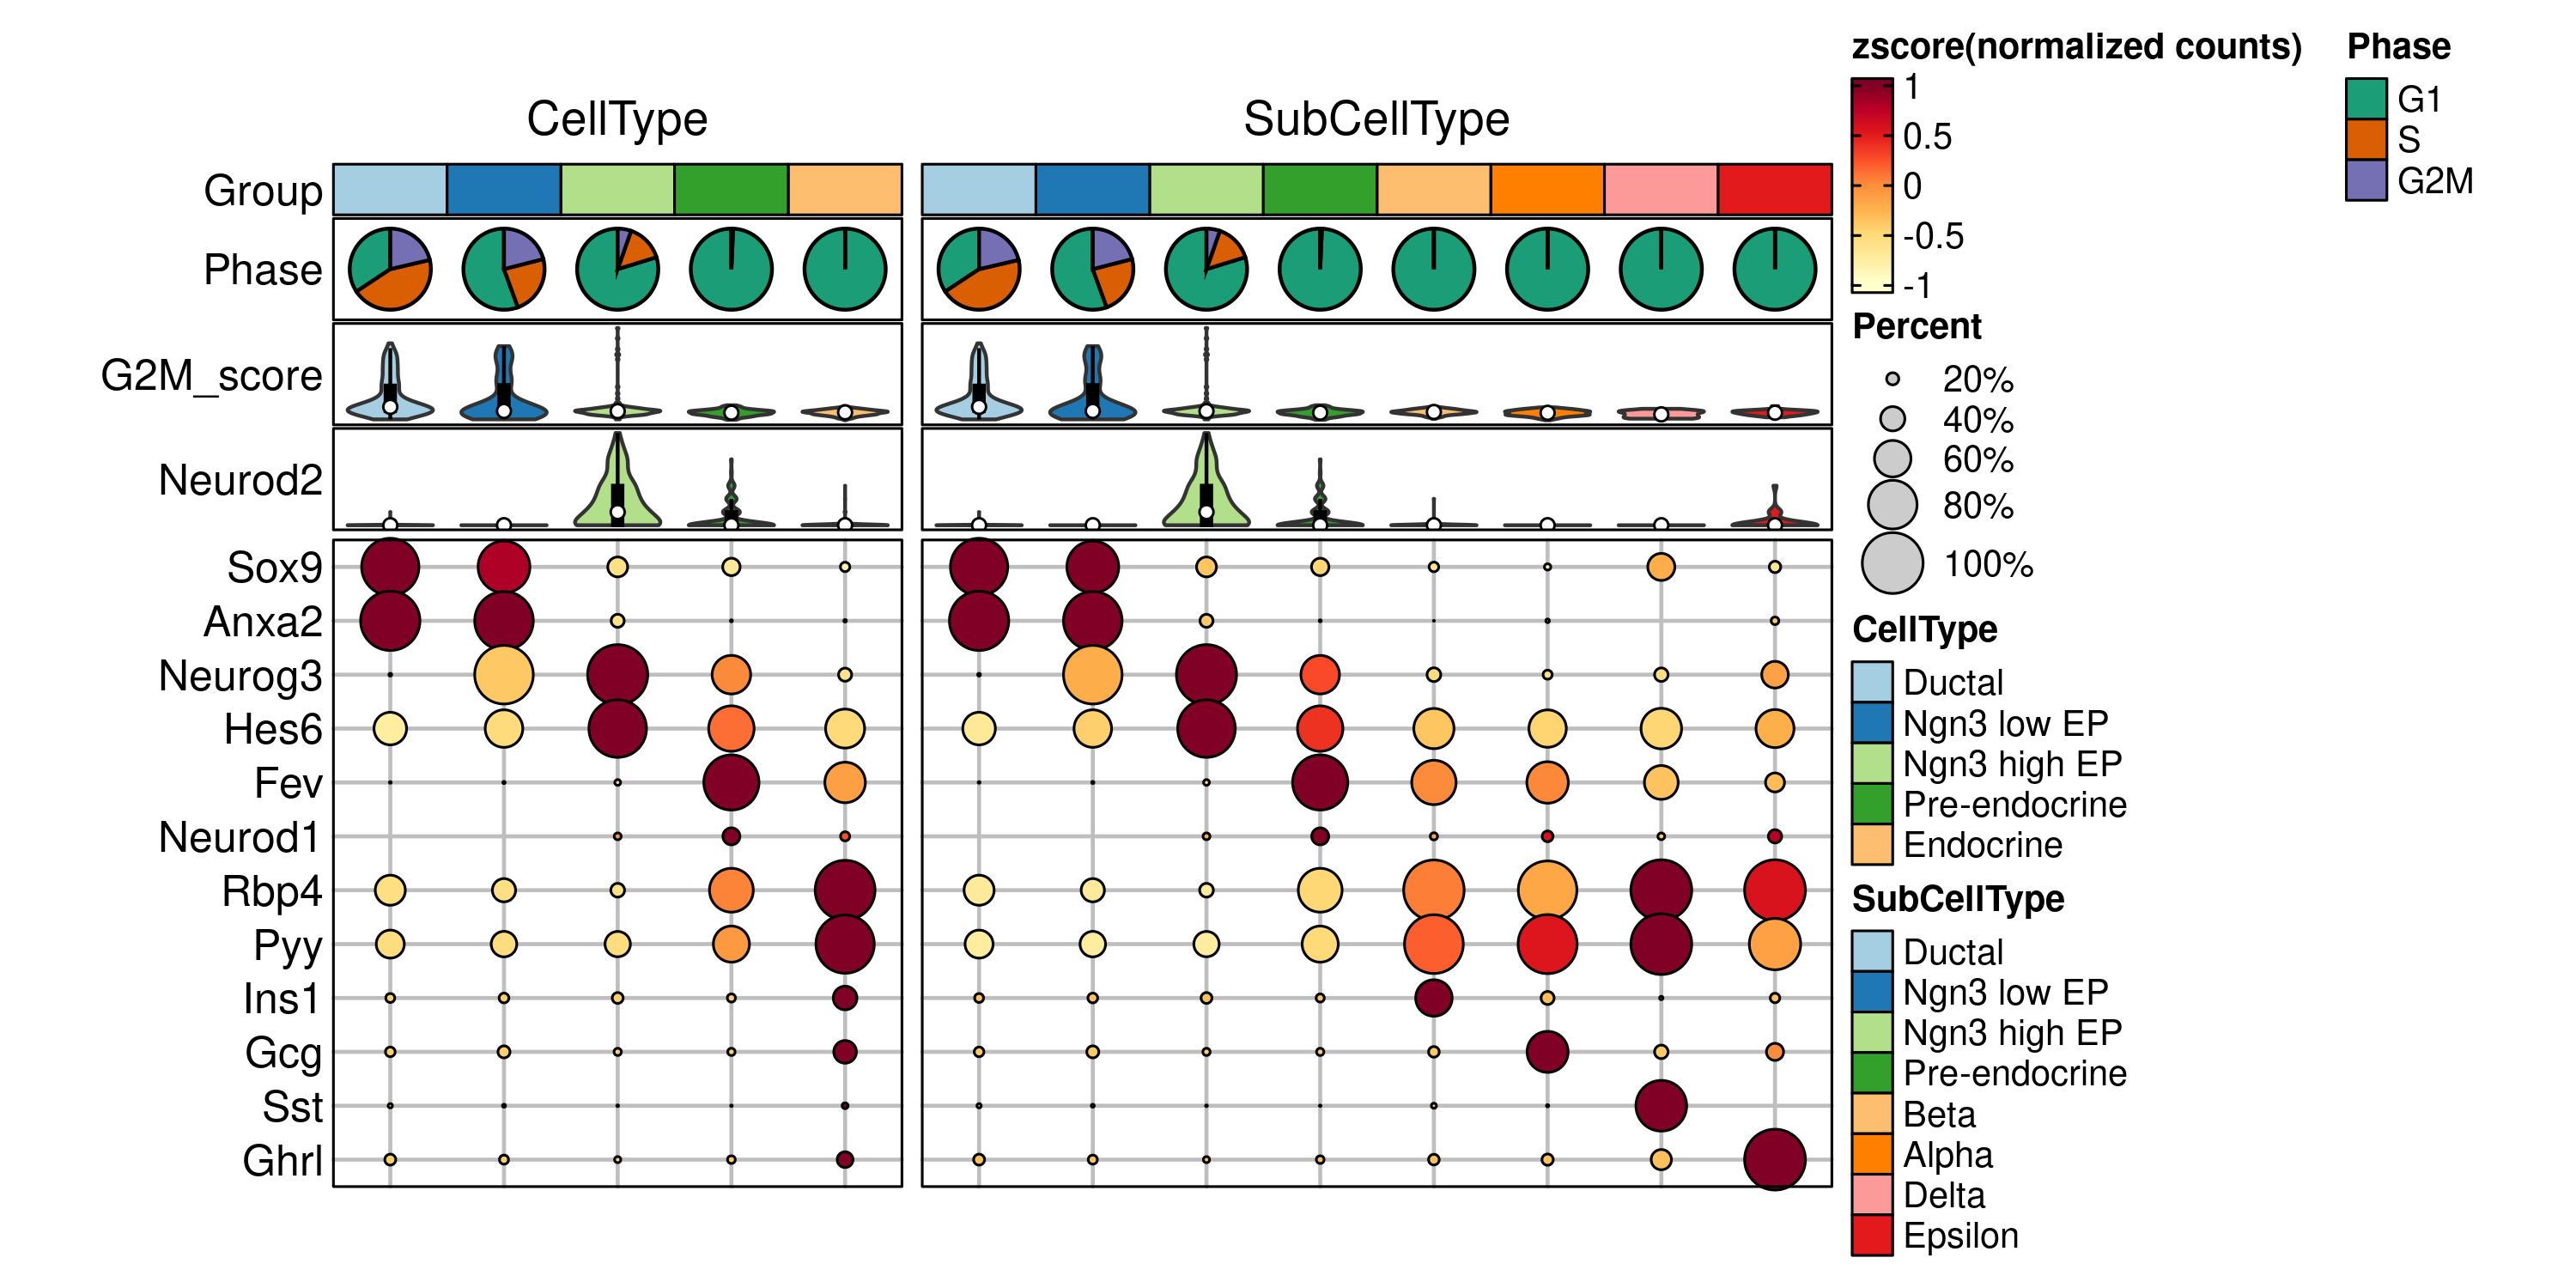 CellType
SubCellType
Group
Phase
G2M_score
Neurod2
Sox9
Anxa2
Neurog3
Hes6
Fev
Neurod1
Rbp4
Pyy
Ins1
Gcg
Sst
Ghrl
zscore(normalized counts)
1
0.5
0
-0.5
-1
Percent
20%
40%
60%
80%
100%
CellType
Ductal
Ngn3 low EP
Ngn3 high EP
Pre-endocrine
Endocrine
SubCellType
Ductal
Ngn3 low EP
Ngn3 high EP
Pre-endocrine
Beta
Alpha
Delta
Epsilon
Phase
G1
S
G2M